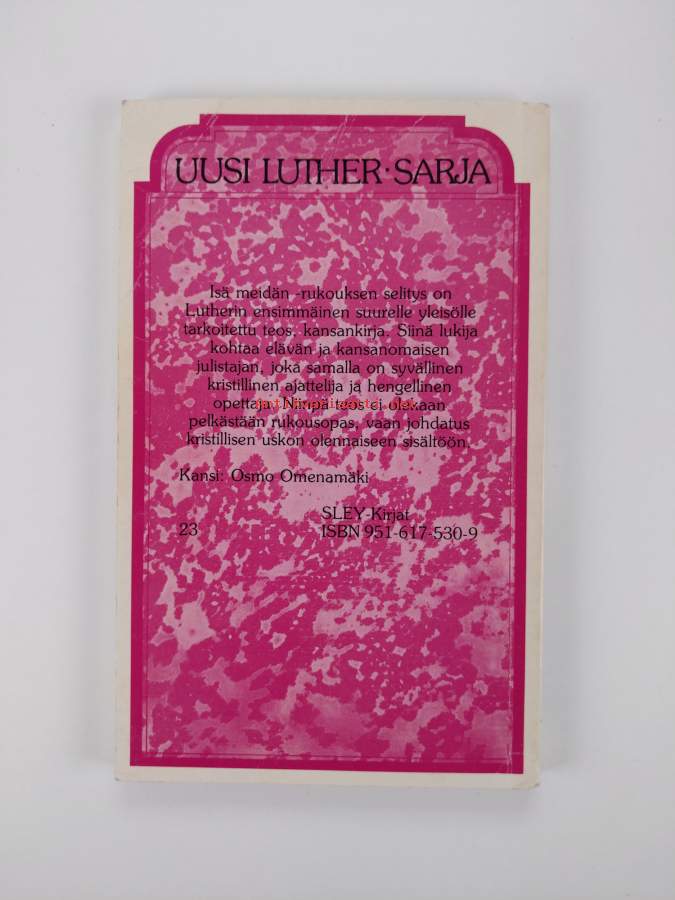 UUSI LUTHER·SARJA
Isä meidän -rukouksen selitys on
Lutherin ensimmäinen suurelle yleisölle
tarkoitettu teos, kansankirja. Siinä lukija
kohtaa elävän ja kansanomaisen
julistajan, joka samalla on syvällinen
kristillinen ajattelija ja hengellinen
opettaja. Niinpä teos ei olekaan
pelkästään rukousopas, vaan johdatus
kristillisen uskon olennaiseen sisältöön.
Kansi: Osmo Omenamäki
SLEY-Kirjat
23 ISBN 951-617-530-9